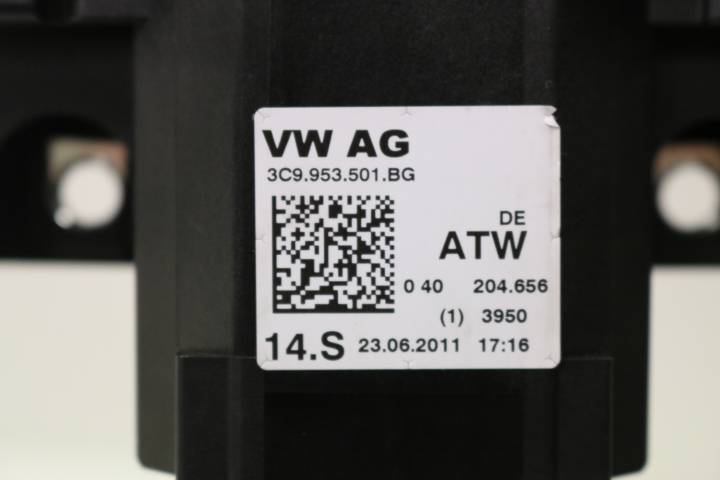 VW AG
3C9.953.501.BG
DE
ATW
0 40 204.656
(1) 3950
14.S 23.06.2011 17:16